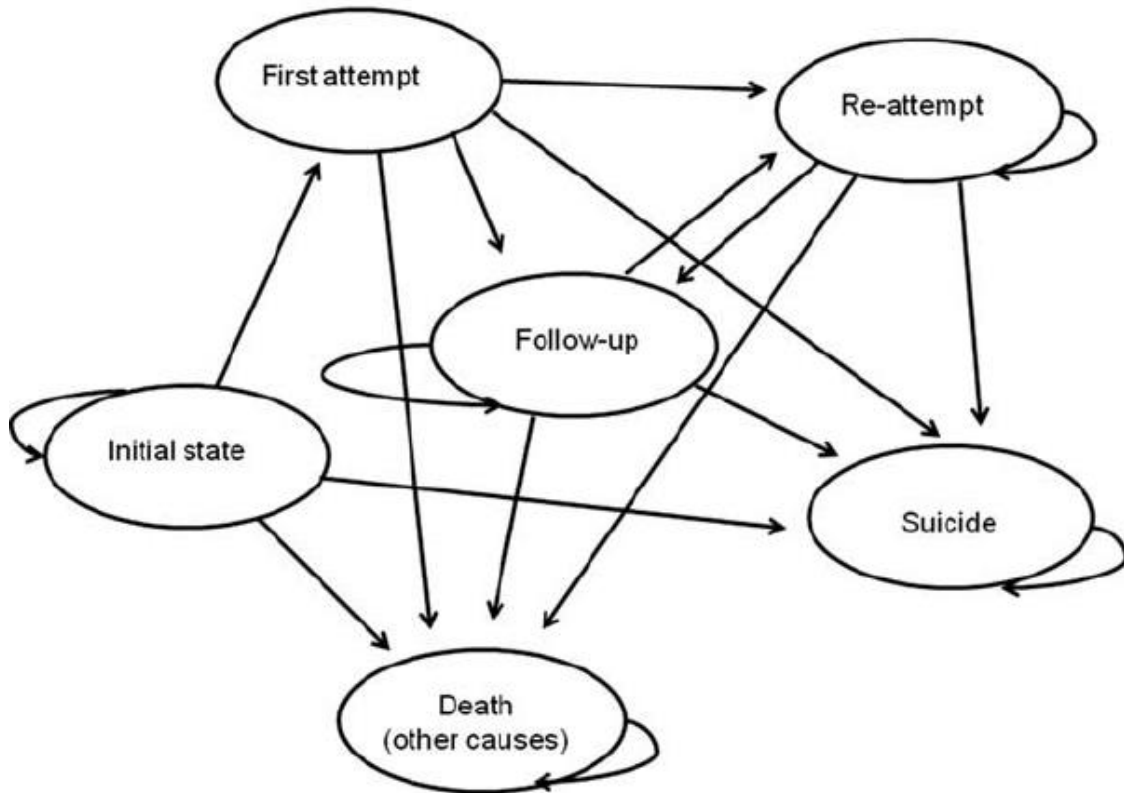 First attempt
Re-attempt
Follow-up
Initial state
Suicide
Death
(other causes)